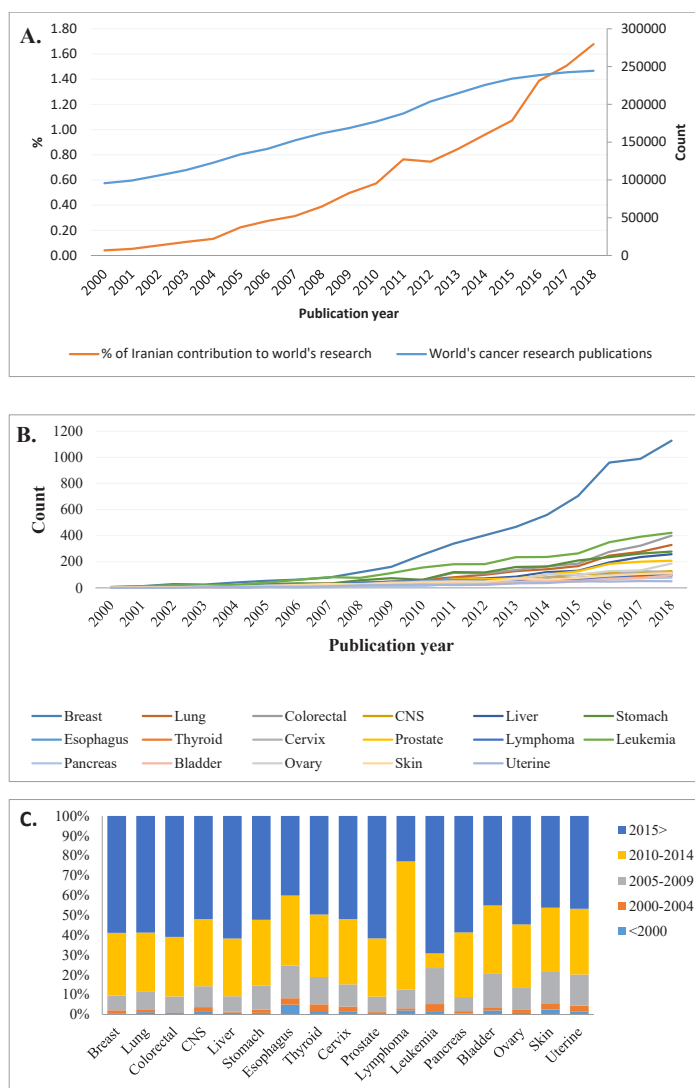 A.
1.80
1.60
1.40
1.20
1.00
0.80
0.60
0.40
0.20
0.00
%
300000
250000
200000
150000
100000
50000
0
Count
2000 2001 2002 2003 2004 2005 2006 2007 2008 2009 2010 2011 2012 2013 2014 2015 2016 2017 2018
Publication year
% of Iranian contribution to world's research World's cancer research publications
B.
1200
1000
800
600
400
200
0
Count
2000 2001 2002 2003 2004 2005 2006 2007 2008 2009 2010 2011 2012 2013 2014 2015 2016 2017 2018
Publication year
Breast Lung Colorectal CNS Liver Stomach
Esophagus Thyroid Cervix Prostate Lymphoma Leukemia
Pancreas Bladder Ovary Skin Uterine
C.
100%
90%
80%
70%
60%
50%
40%
30%
20%
10%
0%
2015>
2010-2014
2005-2009
2000-2004
<2000
Breast Lung Colorectal CNS Liver Stomach Esophagus Thyroid Cervix Prostate Lymphoma Leukemia Pancreas Bladder Ovary Skin Uterine